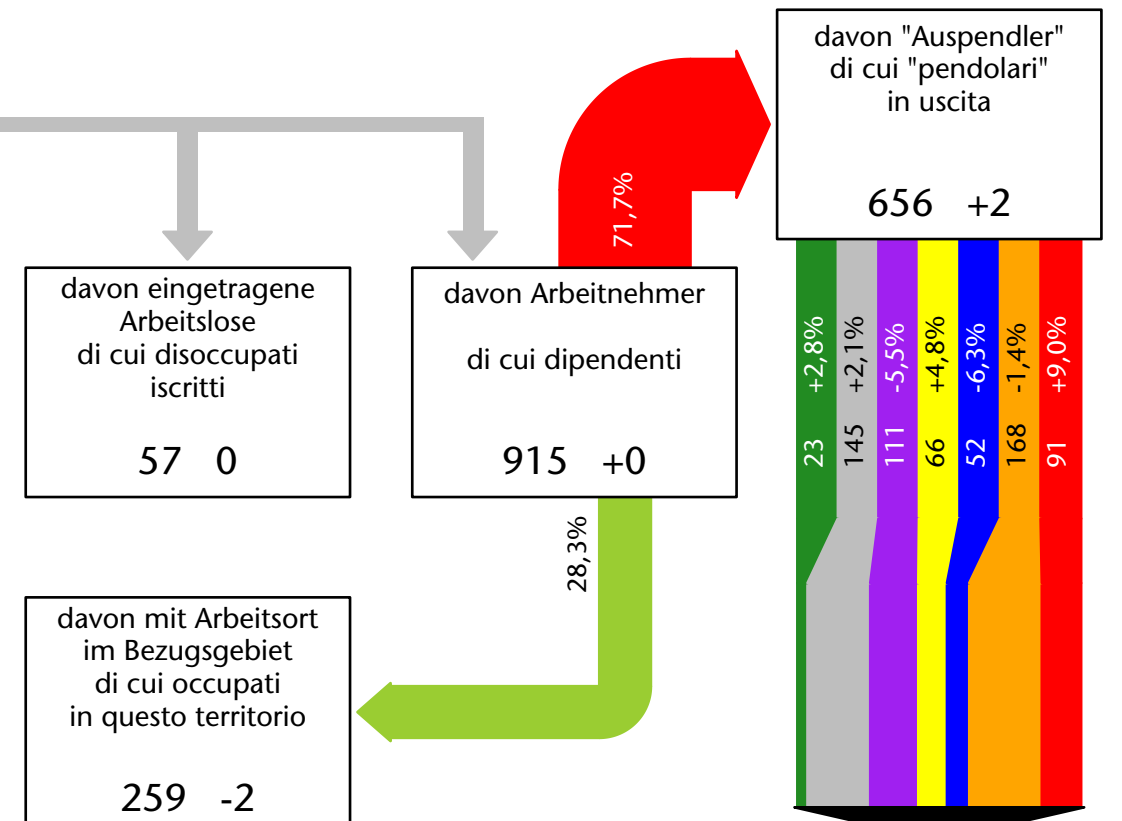 davon "Auspendler"
di cui "pendolari"
in uscita
656 +2
71,7%
davon eingetragene
Arbeitslose
di cui disoccupati
iscritti
57 0
davon Arbeitnehmer
di cui dipendenti
915 +0
23 +2,8%
145 +2,1%
111 -5,5%
66 +4,8%
52 -6,3%
168 -1,4%
91 +9,0%
28,3%
davon mit Arbeitsort
im Bezugsgebiet
di cui occupati
in questo territorio
259 -2